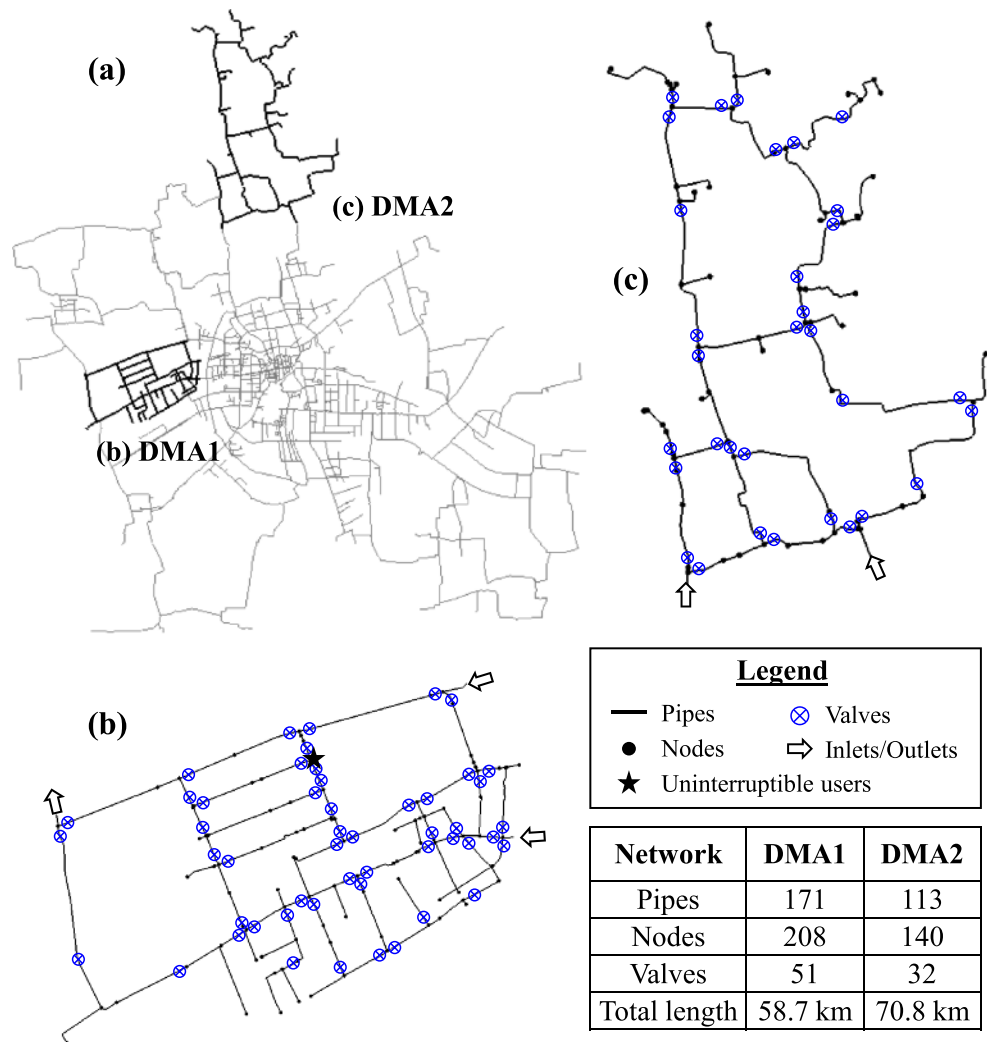 (a)
(c) DMA2
(b) DMA1
(c)
(b)
Legend
Pipes
Valves
Nodes
Inlets/Outlets
Uninterruptible users
Network DMA1 DMA2
Pipes 171 113
Nodes 208 140
Valves 51 32
Total length 58.7 km 70.8 km